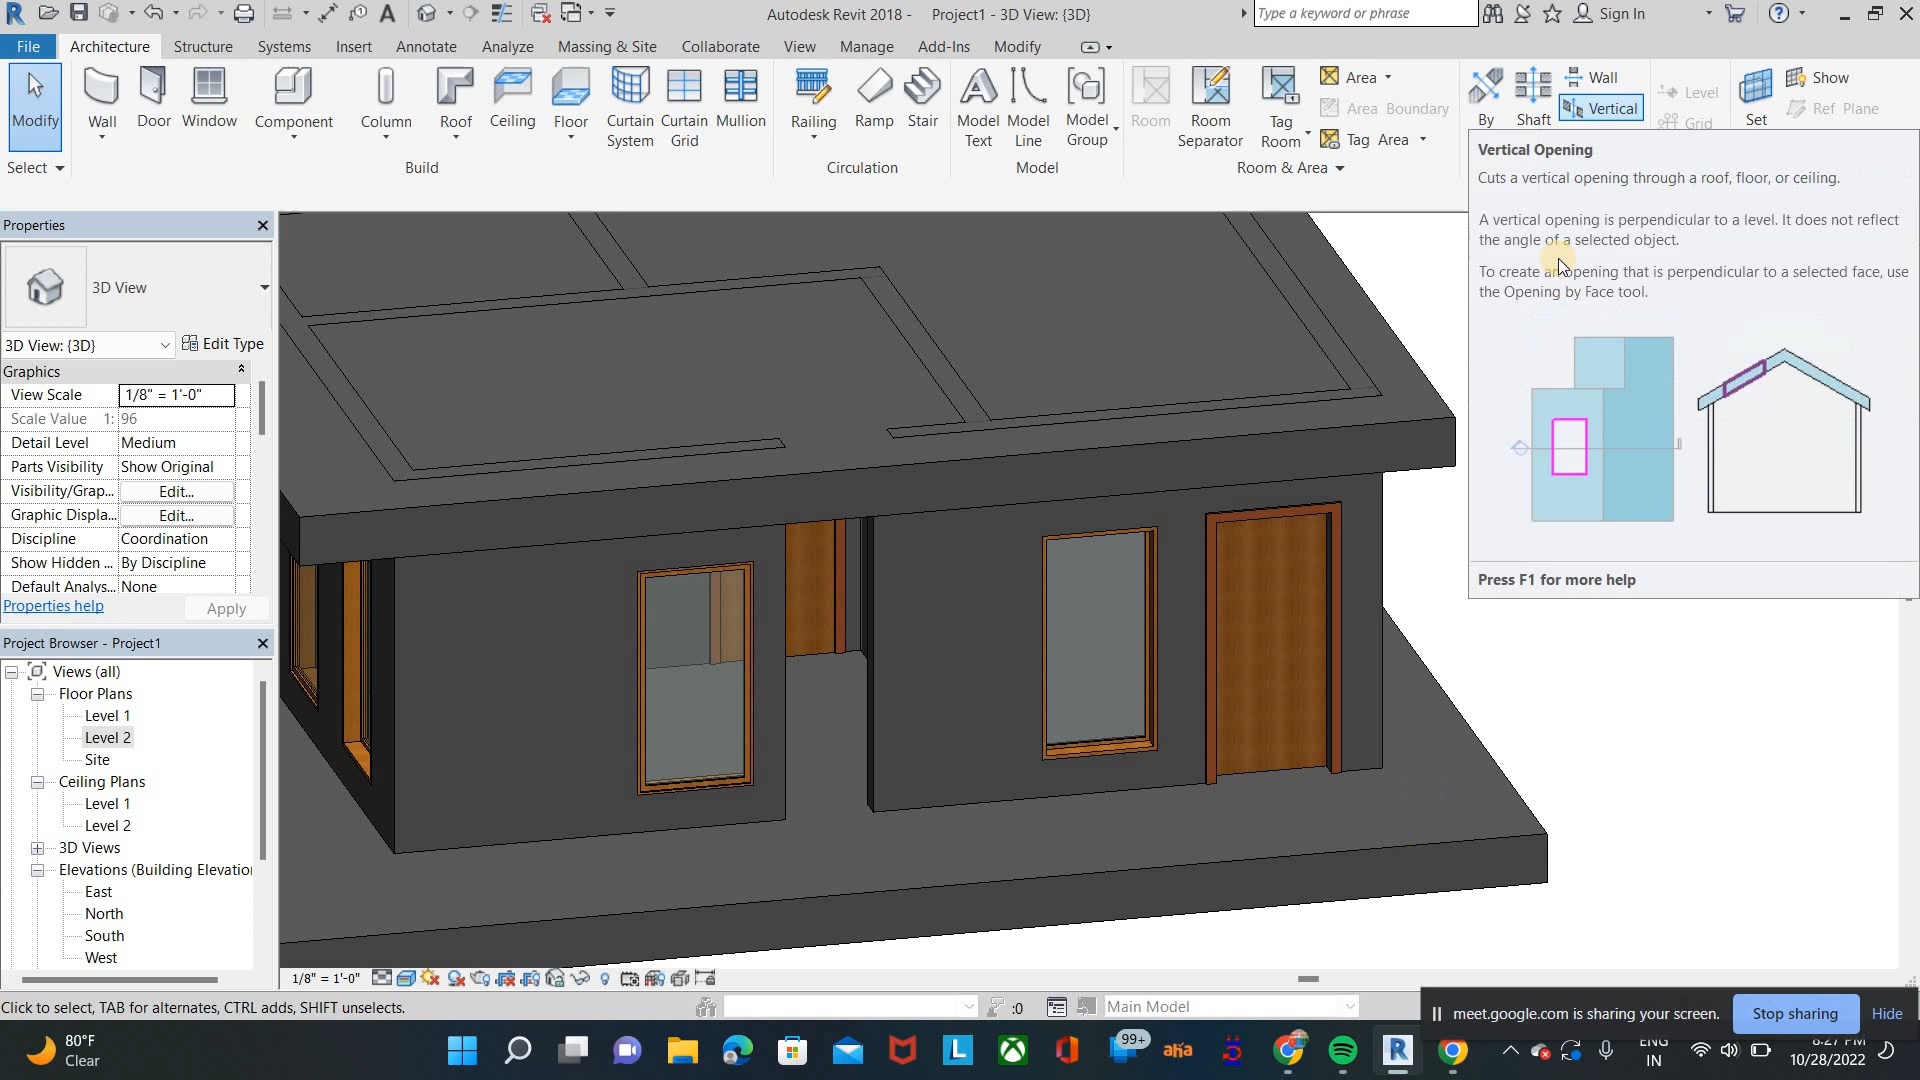 Autodesk Revit 2018 -     Project1 - 3D View: {3D}
Type a keyword or phrase
Sign In
File
Architecture
Structure
Systems
Insert
Annotate
Analyze
Massing & Site
Collaborate
View
Manage
Add-Ins
Modify
Modify
Wall
Door
Window
Component
Column
Roof
Ceiling
Floor
Curtain
System
Curtain
Grid
Mullion
Railing
Ramp
Stair
Model
Text
Model
Line
Model
Group
Room
Room
Separator
Tag
Room
Area
Area Boundary
Tag Area
By
Shaft
Wall
Vertical
Level
Grid
Set
Show
Ref Plane
Select
Build
Circulation
Model
Room & Area
Vertical Opening
Cuts a vertical opening through a roof, floor, or ceiling.
A vertical opening is perpendicular to a level. It does not reflect
the angle of a selected object.
To create an opening that is perpendicular to a selected face, use
the Opening by Face tool.
Press F1 for more help
Properties
3D View
3D View: {3D}
Edit Type
Graphics
View Scale 1/8" = 1'-0"
Scale Value 1: 96
Detail Level Medium
Parts Visibility Show Original
Visibility/Grap... Edit...
Graphic Displa... Edit...
Discipline Coordination
Show Hidden ... By Discipline
Default Analys... None
Properties help
Apply
Project Browser - Project1
Views (all)
Floor Plans
Level 1
Level 2
Site
Ceiling Plans
Level 1
Level 2
3D Views
Elevations (Building Elevation
East
North
South
West
1/8" = 1'-0"
Click to select, TAB for alternates, CTRL adds, SHIFT unselects.
:0
Main Model
meet.google.com is sharing your screen.
Stop sharing
Hide
80°F
Clear
99+
aha
ENG
IN
8:27 PM
10/28/2022